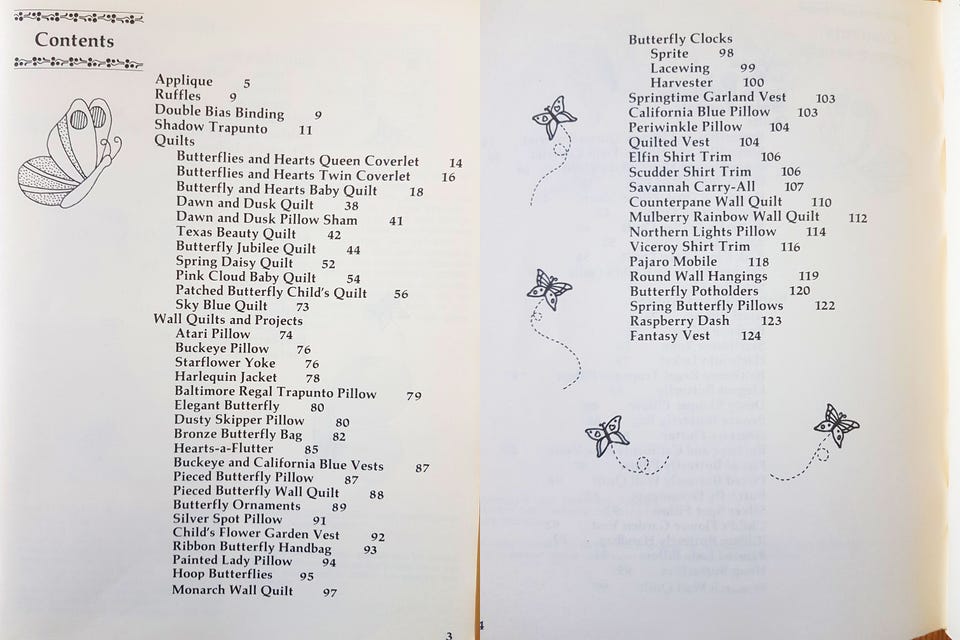 Contents
Applique 5
Ruffles 9
Double Bias Binding 9
Shadow Trapunto 11
Quilts
Butterflies and Hearts Queen Coverlet 14
Butterflies and Hearts Twin Coverlet 16
Butterfly and Hearts Baby Quilt 18
Dawn and Dusk Quilt 38
Dawn and Dusk Pillow Sham 41
Texas Beauty Quilt 42
Butterfly Jubilee Quilt 44
Spring Daisy Quilt 52
Pink Cloud Baby Quilt 54
Patched Butterfly Child's Quilt 56
Sky Blue Quilt 73
Wall Quilts and Projects
Atari Pillow 74
Buckeye Pillow 76
Starflower Yoke 76
Harlequin Jacket 78
Baltimore Regal Trapunto Pillow 79
Elegant Butterfly 80
Dusty Skipper Pillow 80
Bronze Butterfly Bag 82
Hearts-a-Flutter 85
Buckeye and California Blue Vests 87
Pieced Butterfly Pillow 87
Pieced Butterfly Wall Quilt 88
Butterfly Ornaments 89
Silver Spot Pillow 91
Child's Flower Garden Vest 92
Ribbon Butterfly Handbag 93
Painted Lady Pillow 94
Hoop Butterflies 95
Monarch Wall Quilt 97
3
Butterfly Clocks
Sprite 98
Lacewing 99
Harvester 100
Springtime Garland Vest 103
California Blue Pillow 103
Periwinkle Pillow 104
Quilted Vest 104
Elfin Shirt Trim 106
Scudder Shirt Trim 106
Savannah Carry-All 107
Counterpane Wall Quilt 110
Mulberry Rainbow Wall Quilt 112
Northern Lights Pillow 114
Viceroy Shirt Trim 116
Pajaro Mobile 118
Round Wall Hangings 119
Butterfly Potholders 120
Spring Butterfly Pillows 122
Raspberry Dash 123
Fantasy Vest 124
4